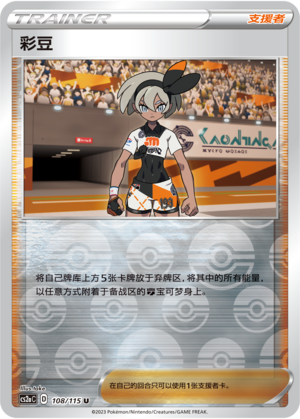 TRAINER
支援者
彩豆
将自己牌库上方5张卡牌放于弃牌区,将其中的所有能量,
以任意方式附着于备战区的宝可梦身上。
在自己的回合只可以使用1张支援者卡。
cs3aC D 108/115 U
©2023 Pokémon/Nintendo/Creatures/GAME FREAK.